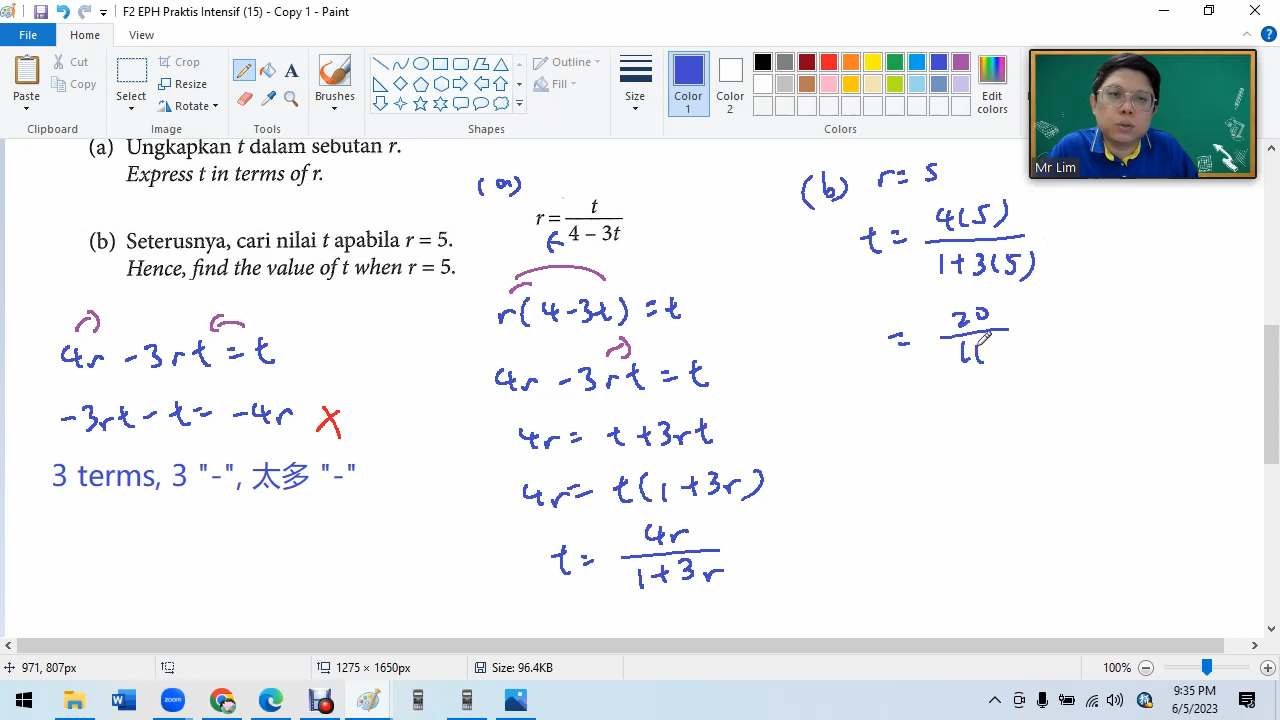 F2 EPH Praktis Intensif (15) - Copy 1 - Paint
File
Home
View
Paste
Cut
Copy
Clipboard
Select
Crop
Resize
Rotate
Image
A
Tools
Brushes
Shapes
Outline
Fill
Size
Color 1
Color 2
Colors
Edit colors
Mr Lim
(a) Ungkapkan t dalam sebutan r.
Express t in terms of r.
(b) Seterusnya, cari nilai t apabila r = 5.
Hence, find the value of t when r = 5.
4r - 3rt = t
-3rt - t = -4r X
3 terms, 3 "-", 太多 "-"
(a)
r = t / 4 – 3t
r(4-3t) = t
4r - 3rt = t
4r = t + 3rt
4r = t(1 + 3r)
t = 4r / 1 + 3r
(b) r = 5
t = 4(5) / 1 + 3(5)
= 20
971, 807px
1275 × 1650px
Size: 96.4KB
100%
zoom
9:35 PM
6/5/2023